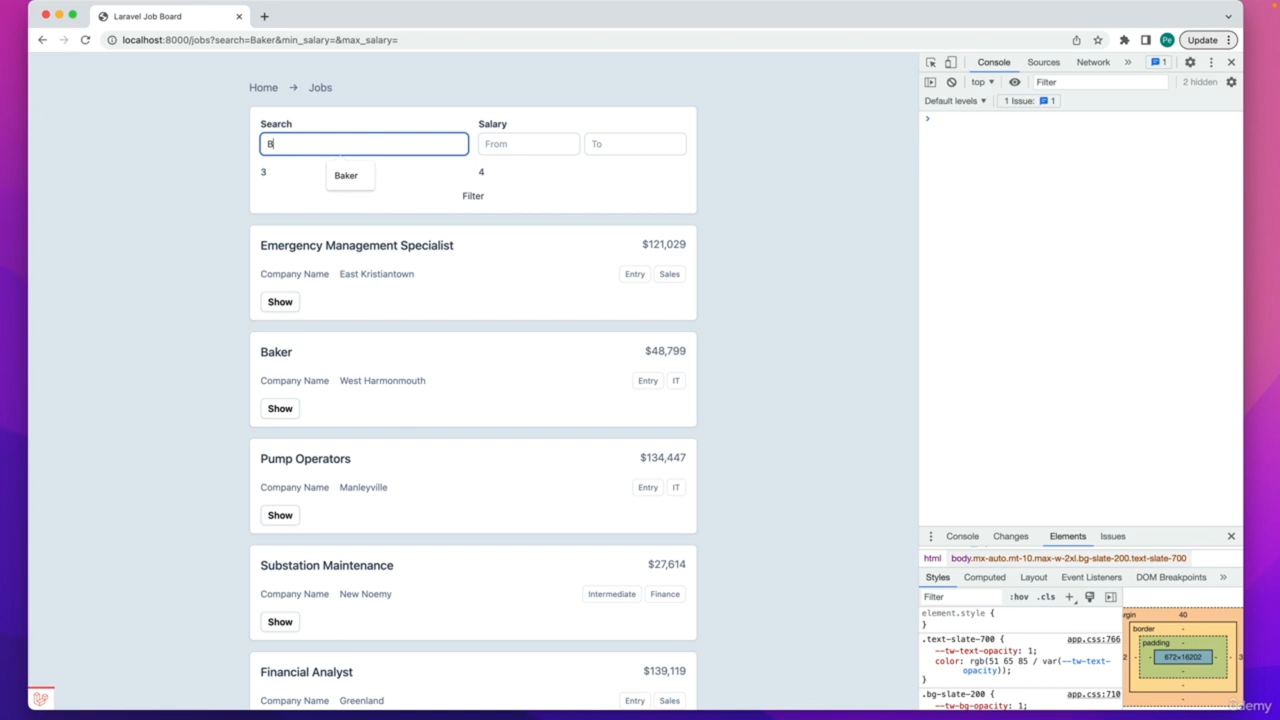 Laravel Job Board
localhost:8000/jobs?search=Baker&min_salary=&max_salary=
Pe
Update
Home → Jobs
Search
Salary
B
From
To
3
Baker
4
Filter
Emergency Management Specialist
$121,029
Company Name East Kristiantown
Entry Sales
Show
Baker
$48,799
Company Name West Harmonmouth
Entry IT
Show
Pump Operators
$134,447
Company Name Manleyville
Entry IT
Show
Substation Maintenance
$27,614
Company Name New Noemy
Intermediate Finance
Show
Financial Analyst
$139,119
Company Name Greenland
Entry Sales
Console Sources Network » 1
top ▾ Filter 2 hidden
Default levels ▾ 1 Issue: 1
›
Console Changes Elements Issues
html body.mx-auto.mt-10.max-w-2xl.bg-slate-200.text-slate-700
Styles Computed Layout Event Listeners DOM Breakpoints »
Filter :hov .cls +
element.style {
}
.text-slate-700 { app.css:766
--tw-text-opacity: 1;
color: rgb(51 65 85 / var(--tw-text-
opacity));
}
.bg-slate-200 { app.css:710
--tw-bg-opacity: 1;
40
border -
padding
672×16202